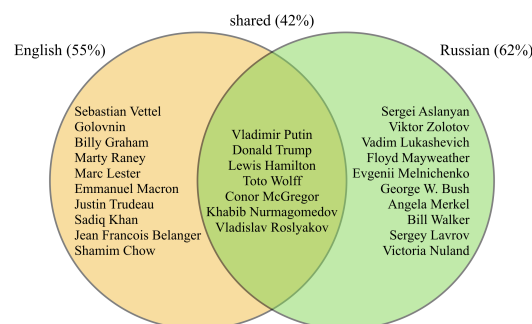 shared (42%)
English (55%)
Russian (62%)
Sebastian Vettel
Golovnin
Billy Graham
Marty Raney
Marc Lester
Emmanuel Macron
Justin Trudeau
Sadiq Khan
Jean Francois Belanger
Shamim Chow
Vladimir Putin
Donald Trump
Lewis Hamilton
Toto Wolff
Conor McGregor
Khabib Nurmagomedov
Vladislav Roslyakov
Sergei Aslanyan
Viktor Zolotov
Vadim Lukashevich
Floyd Mayweather
Evgenii Melnichenko
George W. Bush
Angela Merkel
Bill Walker
Sergey Lavrov
Victoria Nuland